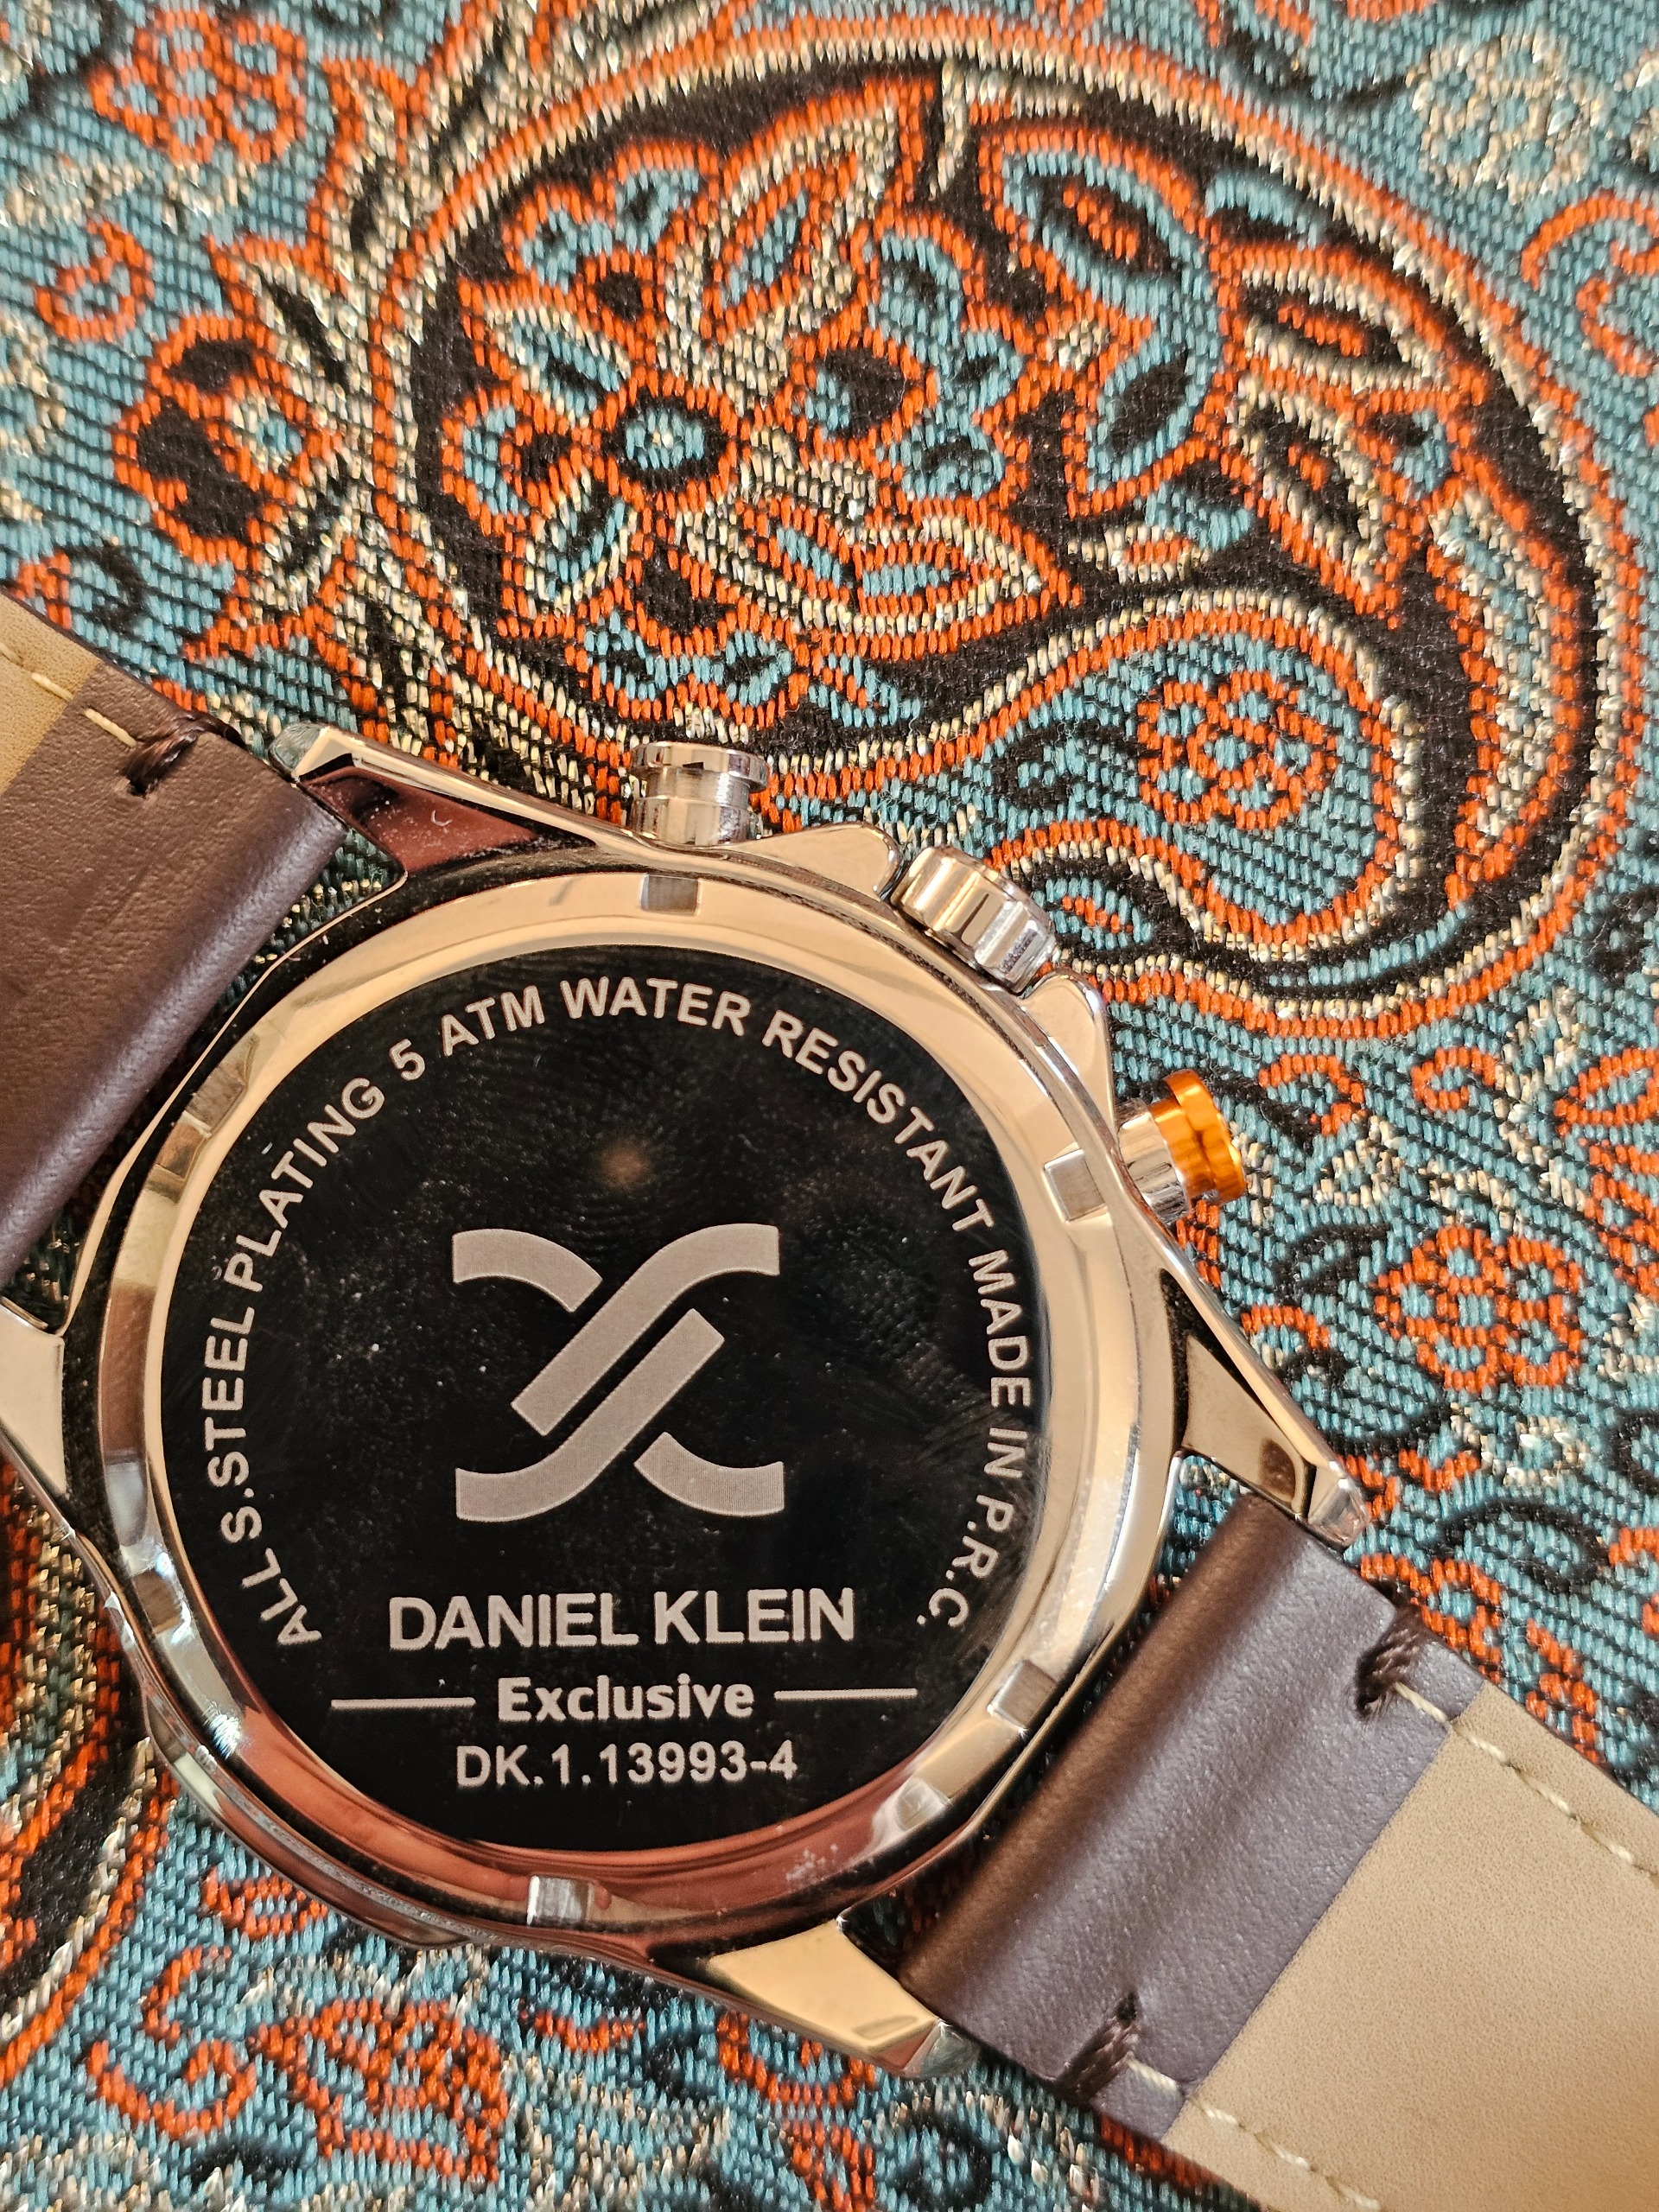 ALL S.STEEL PLATING 5 ATM WATER RESISTANT MADE IN P.R.C.
DANIEL KLEIN
Exclusive
DK.1.13993-4